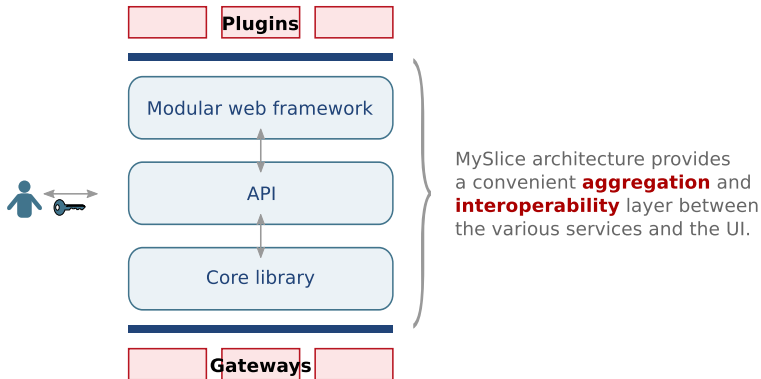 Plugins
Modular web framework
API
Core library
Gateways
MySlice architecture provides
a convenient aggregation and
interoperability layer between
the various services and the UI.